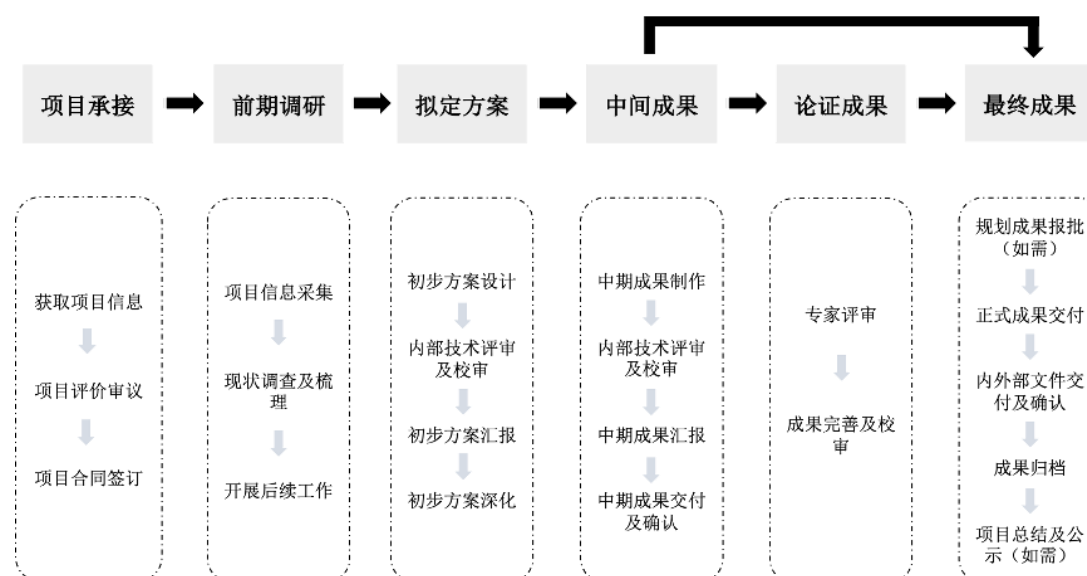 项目承接
前期调研
拟定方案
中间成果
论证成果
最终成果
获取项目信息
项目评价审议
项目合同签订
项目信息采集
现状调查及梳
理
开展后续工作
初步方案设计
内部技术评审
及校审
初步方案汇报
初步方案深化
中期成果制作
内部技术评审
及校审
中期成果汇报
中期成果交付
及确认
专家评审
成果完善及校
审
规划成果报批
（如需）
正式成果交付
内外部文件交
付及确认
成果归档
项目总结及公
示（如需）